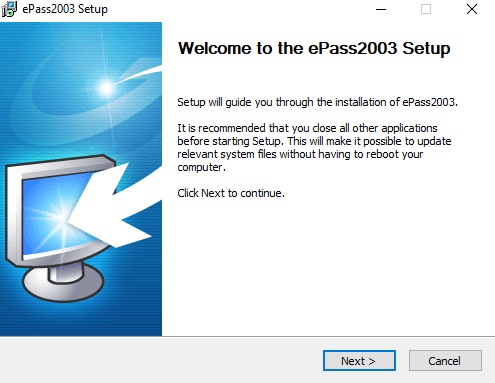 ePass2003 Setup
Welcome to the ePass2003 Setup
Setup will guide you through the installation of ePass2003.
It is recommended that you close all other applications
before starting Setup. This will make it possible to update
relevant system files without having to reboot your
computer.
Click Next to continue.
Next >
Cancel